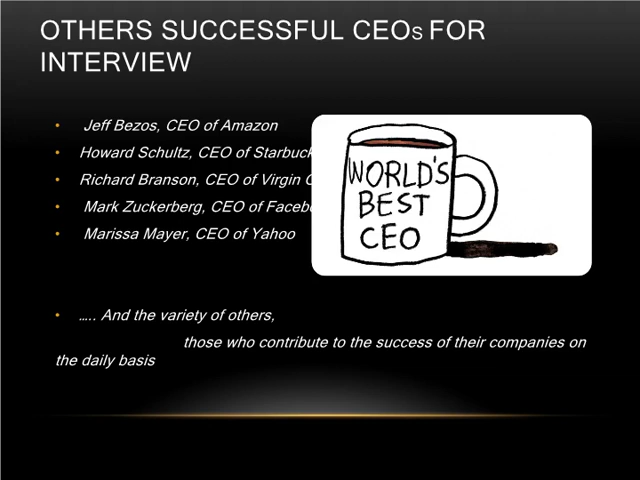 OTHERS SUCCESSFUL CEOs FOR
INTERVIEW
• Jeff Bezos, CEO of Amazon
• Howard Schultz, CEO of
• Richard Branson, CEO of Virgin
• Mark Zuckerberg, CEO of
• Marissa Mayer, CEO of Yahoo
WORLD'S
BEST
CEO
• ..... And the variety of others,
those who contribute to the success of their companies on
the daily basis